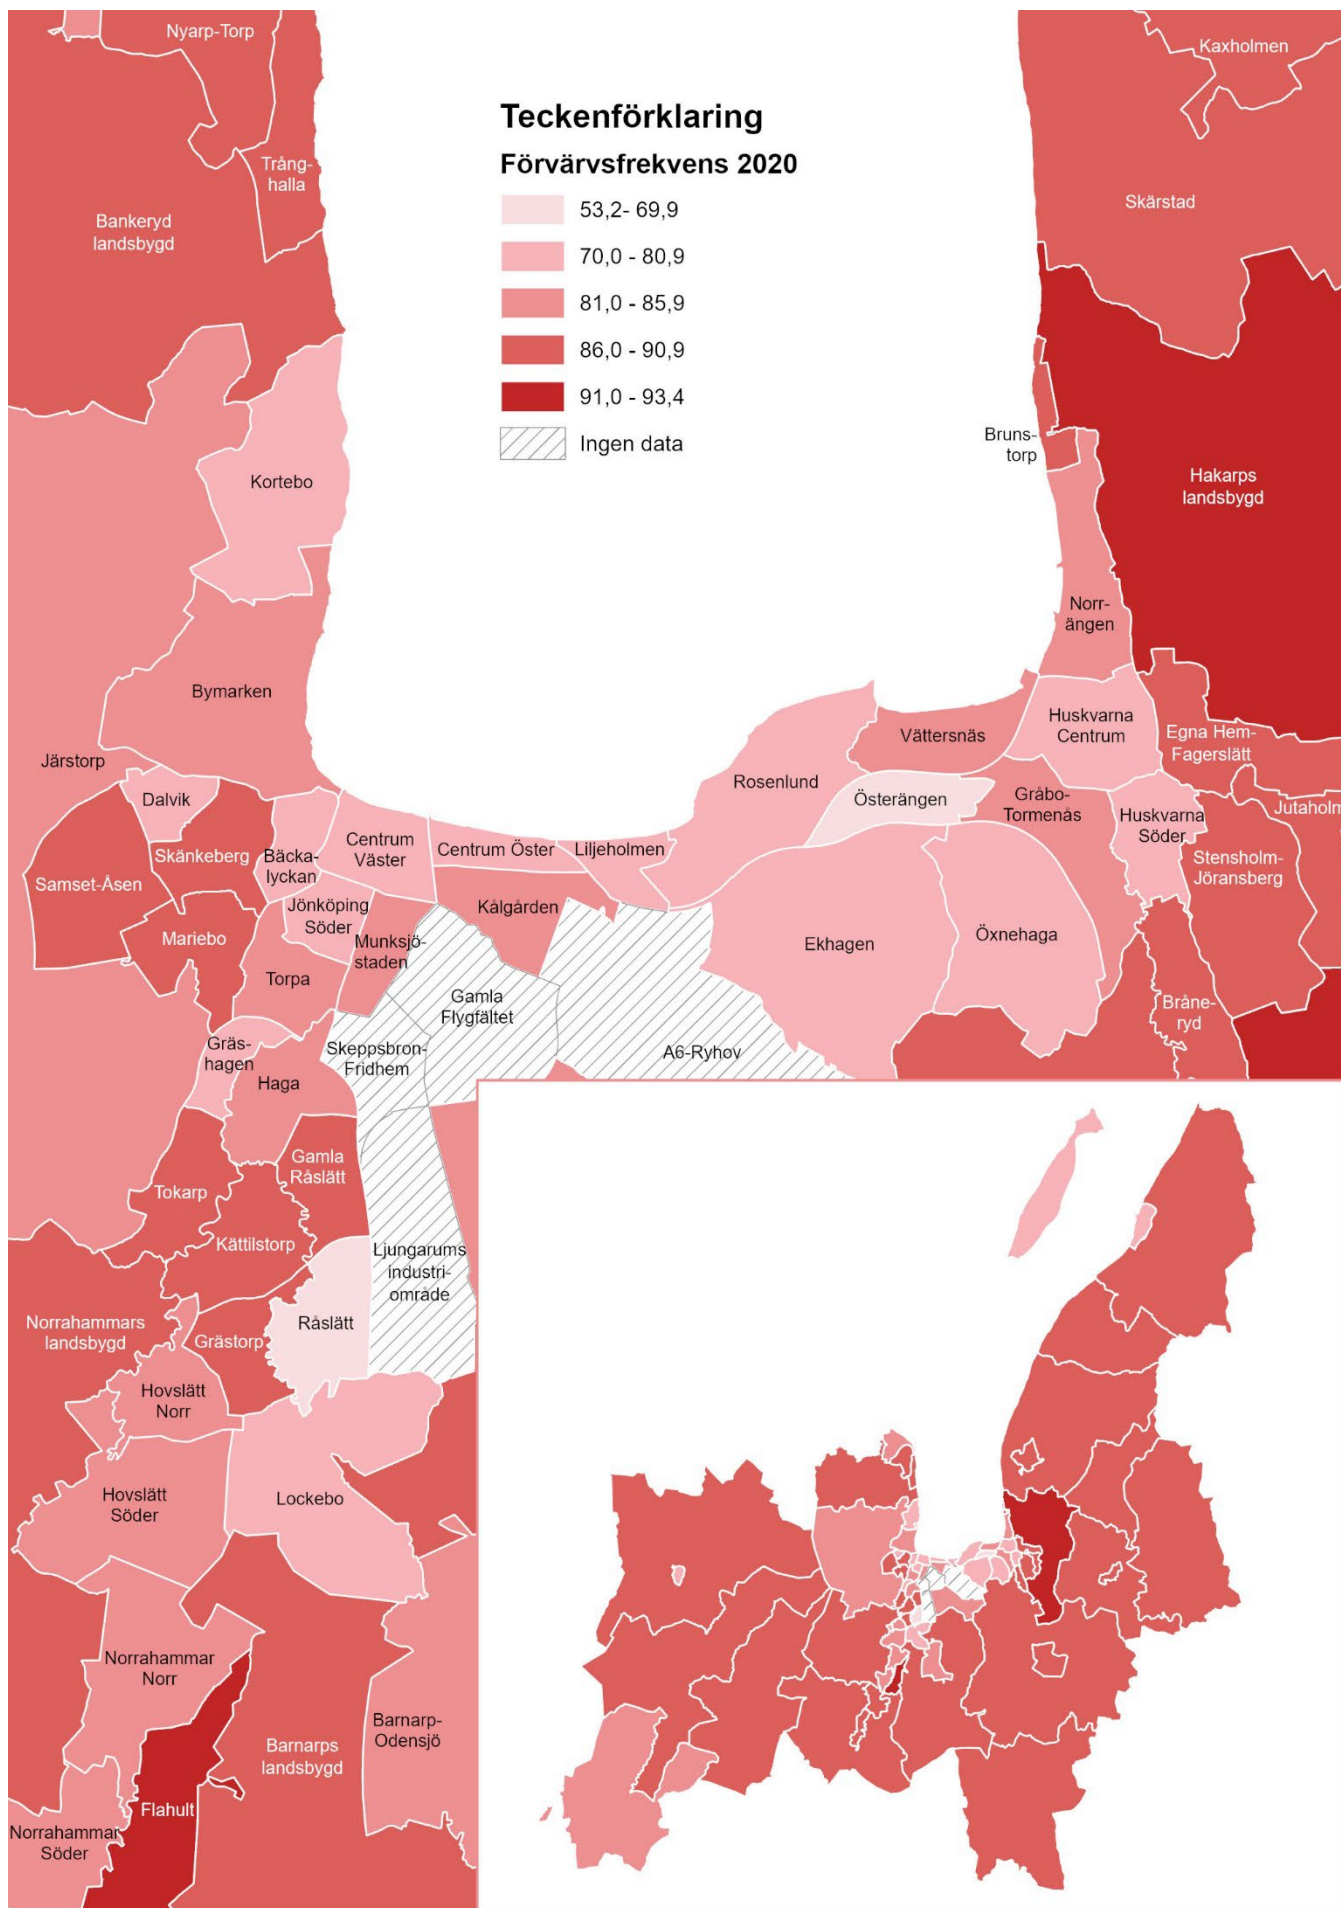 Nyarp-Torp
Kaxholmen
Teckenförklaring
Förvärvsfrekvens 2020
53,2- 69,9
70,0 - 80,9
81,0 - 85,9
86,0 - 90,9
91,0 - 93,4
Ingen data
Trång-
halla
Bankeryd
landsbygd
Skärstad
Bruns-
torp
Hakarps
landsbygd
Kortebo
Norr-
ängen
Bymarken
Huskvarna
Centrum
Egna Hem-
Fagerslätt
Vättersnäs
Järstorp
Rosenlund
Dalvik
Österängen
Gråbo-
Tormenås
Jutaholm
Huskvarna
Söder
Centrum
Väster
Centrum Öster
Liljeholmen
Skänkeberg
Bäcka-
lyckan
Stensholm-
Jöransberg
Samset-Åsen
Jönköping
Söder
Kålgården
Mariebo
Munksjö-
staden
Ekhagen
Öxnehaga
Torpa
Gamla
Flygfältet
Bråne-
ryd
Gräs-
hagen
Skeppsbron-
Fridhem
A6-Ryhov
Haga
Gamla
Råslätt
Tokarp
Kättilstorp
Ljungarums
industri-
område
Norrahammars
landsbygd
Grästorp
Råslätt
Hovslätt
Norr
Hovslätt
Söder
Lockebo
Norrahammar
Norr
Barnarps
landsbygd
Barnarp-
Odensjö
Flahult
Norrahammar
Söder